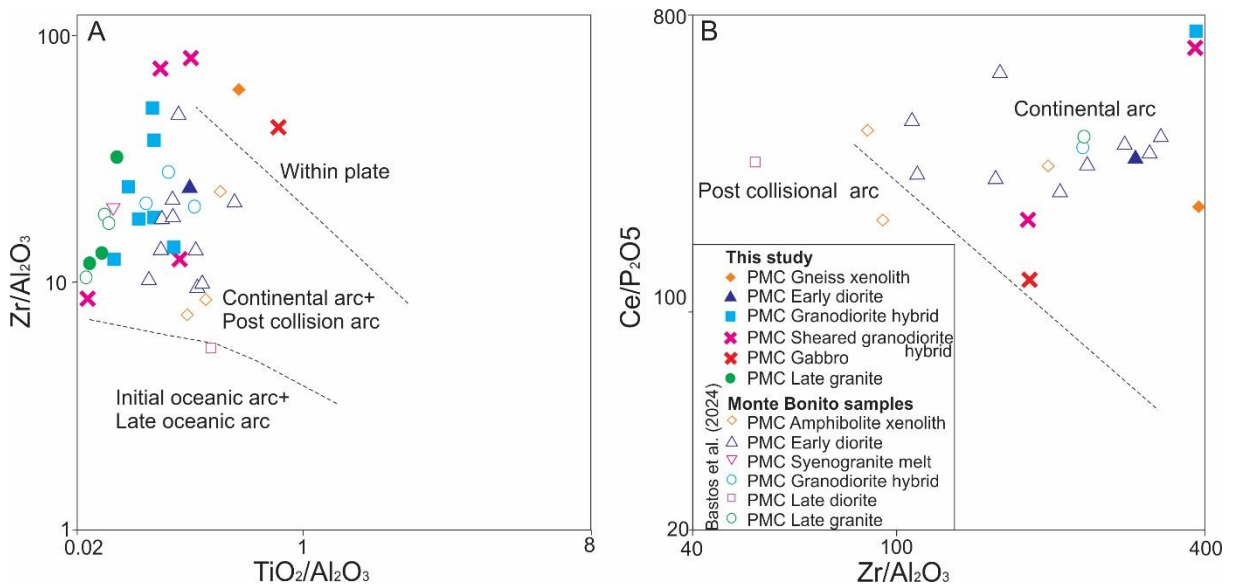 A
100
10
1
Zr/Al₂O₃
Within plate
Continental arc+
Post collision arc
Initial oceanic arc+
Late oceanic arc
0.02
1
8
TiO₂/Al₂O₃
B
800
100
20
Ce/P₂O5
Continental arc
Post collisional arc
This study
PMC Gneiss xenolith
PMC Early diorite
PMC Granodiorite hybrid
PMC Sheared granodiorite
hybrid
PMC Gabbro
PMC Late granite
Bastos et al. (2024)
Monte Bonito samples
PMC Amphibolite xenolith
PMC Early diorite
PMC Syenogranite melt
PMC Granodiorite hybrid
PMC Late diorite
PMC Late granite
40
100
400
Zr/Al₂O₃